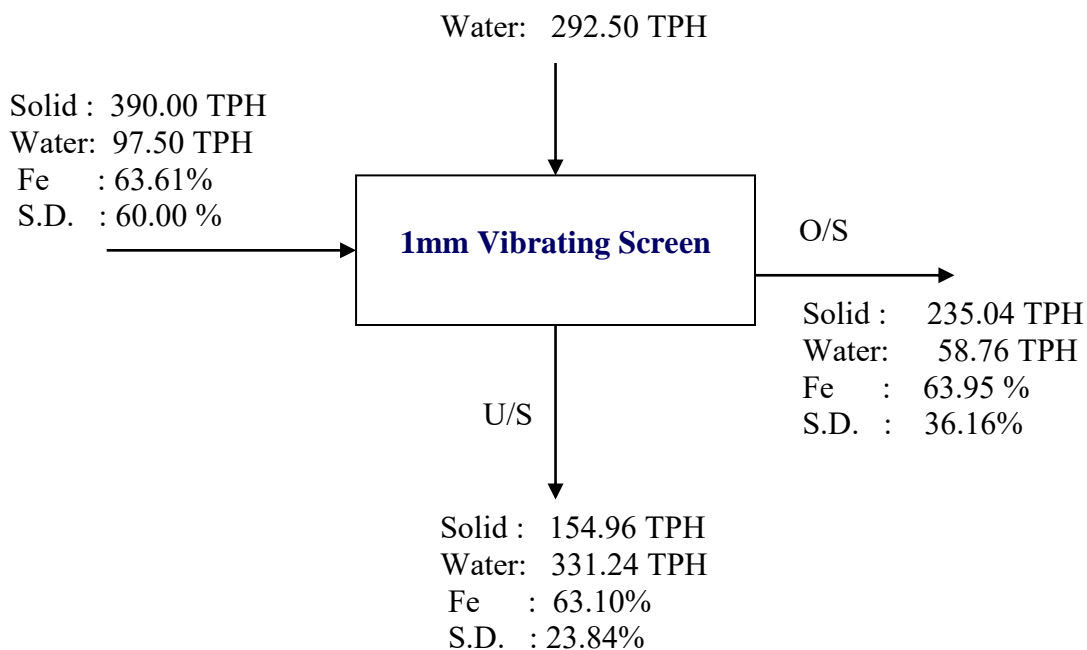 Water: 292.50 TPH
Solid : 390.00 TPH
Water: 97.50 TPH
Fe : 63.61%
S.D. : 60.00 %
1mm Vibrating Screen
O/S
Solid : 235.04 TPH
Water: 58.76 TPH
Fe : 63.95 %
S.D. : 36.16%
U/S
Solid : 154.96 TPH
Water: 331.24 TPH
Fe : 63.10%
S.D. : 23.84%